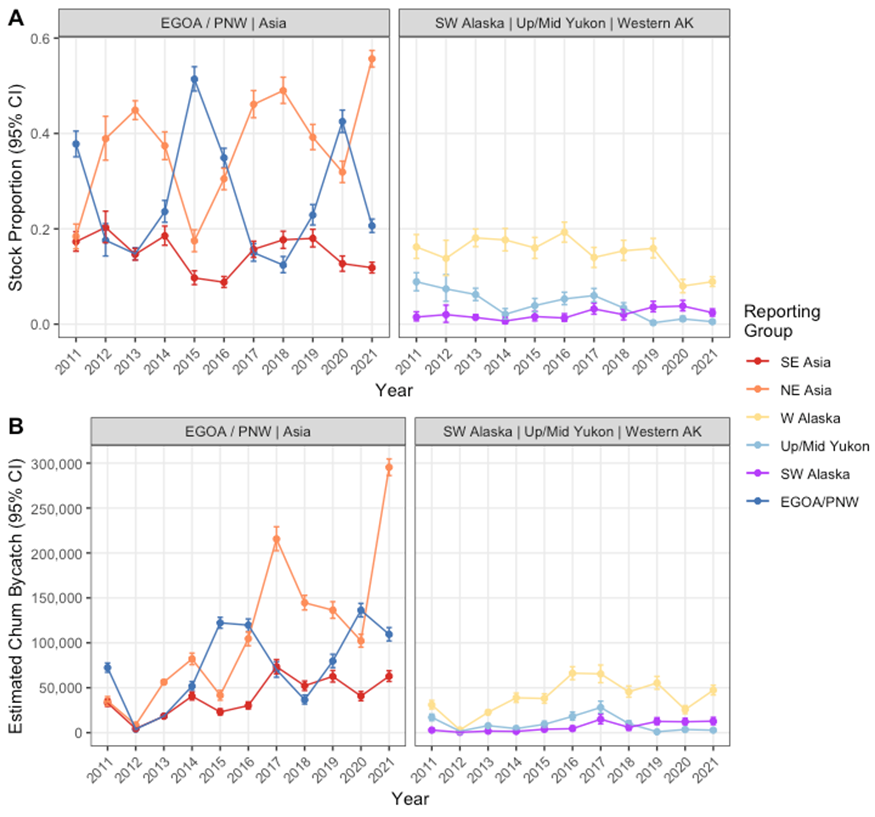 A
EGOA / PNW | Asia
SW Alaska | Up/Mid Yukon | Western AK
Stock Proportion (95% CI)
0.6
0.4
0.2
0.0
2011 2012 2013 2014 2015 2016 2017 2018 2019 2020 2021
2011 2012 2013 2014 2015 2016 2017 2018 2019 2020 2021
Year
Reporting
Group
SE Asia
NE Asia
W Alaska
Up/Mid Yukon
SW Alaska
EGOA/PNW
B
EGOA / PNW | Asia
SW Alaska | Up/Mid Yukon | Western AK
Estimated Chum Bycatch (95% CI)
300,000
250,000
200,000
150,000
100,000
50,000
0
2011 2012 2013 2014 2015 2016 2017 2018 2019 2020 2021
2011 2012 2013 2014 2015 2016 2017 2018 2019 2020 2021
Year